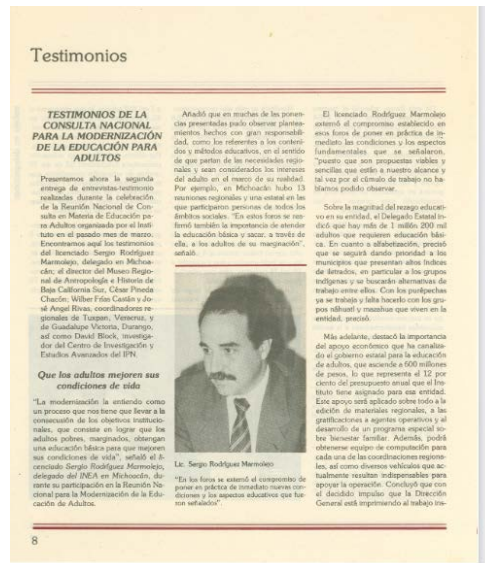 Testimonios
TESTIMONIOS DE LA
CONSULTA NACIONAL
PARA LA MODERNIZACIÓN
DE LA EDUCACIÓN PARA
ADULTOS
Presentamos ahora la segunda
entrega de entrevistas-testimonio
realizadas durante la celebración
de la Reunión Nacional de Con-
sulta en Materia de Educación pa-
ra Adultos organizada por el Insti-
tuto en el pasado mes de marzo.
Encontramos aquí los testimonios
del licenciado Sergio Rodríguez
Marmolejo, delegado en Michoa-
cán; el director del Museo Regio-
nal de Antropología e Historia de
Baja California Sur, César Pineda
Chacón; Wilber Frías Castán y Jo-
sé Angel Rivas, coordinadores re-
gionales de Tuxpan, Veracruz, y
de Guadalupe Victoria, Durango,
así como David Block, investiga-
dor del Centro de Investigación y
Estudios Avanzados del IPN.
Que los adultos mejoren sus
condiciones de vida
"La modernización la entiendo como
un proceso que nos tiene que llevar a la
consecución de los objetivos institucio-
nales, que consiste en lograr que los
adultos pobres, marginados, obtengan
una educación básica para que mejoren
sus condiciones de vida", señaló el li-
cenciado Sergio Rodríguez Marmolejo,
delegado del INEA en Michoacán, du-
rante su participación en la Reunión Na-
cional para la Modernización de la Edu-
cación de Adultos.
Añadió que en muchas de las ponen-
cias presentadas pudo observar plantea-
mientos hechos con gran responsabili-
dad, como los referentes a los conteni-
dos y métodos educativos, en el sentido
de que partan de las necesidades regio-
nales y sean considerados los intereses
del adulto en el marco de su realidad.
Por ejemplo, en Michoacán hubo 13
reuniones regionales y una estatal en las
que participaron personas de todos los
ámbitos sociales. "En estos foros se rea-
firmó también la importancia de atender
la educación básica y sacar, a través de
ella, a los adultos de su marginación",
señaló.
Lic. Sergio Rodríguez Marmolejo
"En los foros se externó el compromiso de
poner en práctica de inmediato nuevas con-
diciones y los aspectos educativos que fue-
ron señalados".
El licenciado Rodríguez Marmolejo
externó el compromiso establecido en
esos foros de poner en práctica de in-
mediato las condiciones y los aspectos
fundamentales que se señalaron,
"puesto que son propuestas viables y
sencillas que están a nuestro alcance y
tal vez por el cúmulo de trabajo no ha-
bíamos podido observar.
Sobre la magnitud del rezago educati-
vo en su entidad, el Delegado Estatal in-
dicó que hay más de 1 millón 200 mil
adultos que requieren educación bási-
ca. En cuanto a alfabetización, precisó
que se seguirá dando prioridad a los
municipios que presentan altos índices
de iletrados, en particular a los grupos
indígenas y se buscarán alternativas de
trabajo entre ellos. Con los purépechas
ya se trabaja y falta hacerlo con los gru-
pos náhuatl y mazahua que viven en la
entidad, precisó.
Más adelante, destacó la importancia
del apoyo económico que ha canaliza-
do el gobierno estatal para la educación
de adultos, que asciende a 600 millones
de pesos, lo que representa el 12 por
ciento del presupuesto anual que el Ins-
tituto tiene asignado para esa entidad.
Este apoyo será aplicado sobre todo a la
edición de materiales regionales, a las
gratificaciones a agentes operativos y al
desarrollo de un programa especial so-
bre bienestar familiar. Además, podrá
obtenerse equipo de computación para
cada una de las coordinaciones regiona-
les, así como diversos vehículos que ac-
tualmente resultan indispensables para
apoyar la operación. Concluyó que con
el decidido impulso que la Dirección
General está imprimiendo al trabajo ins-
8